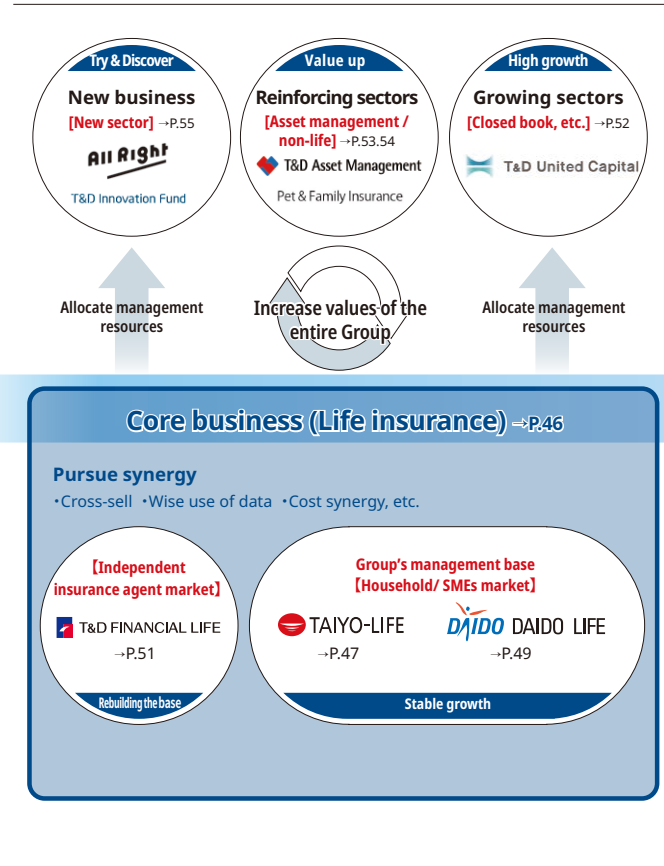 Try & Discover
New business
[New sector] →P.55
All Right
T&D Innovation Fund
Value up
Reinforcing sectors
[Asset management /
non-life] →P.53.54
T&D Asset Management
Pet & Family Insurance
High growth
Growing sectors
[Closed book, etc.] →P.52
T&D United Capital
Allocate management
resources
Increase values of the
entire Group
Allocate management
resources
Core business (Life insurance) →P.46
Pursue synergy
・Cross-sell ・Wise use of data ・Cost synergy, etc.
【Independent
insurance agent market】
T&D FINANCIAL LIFE
→P.51
Rebuilding the base
Group's management base
【Household/ SMEs market】
TAIYO-LIFE
→P.47
DAIDO DAIDO LIFE
→P.49
Stable growth